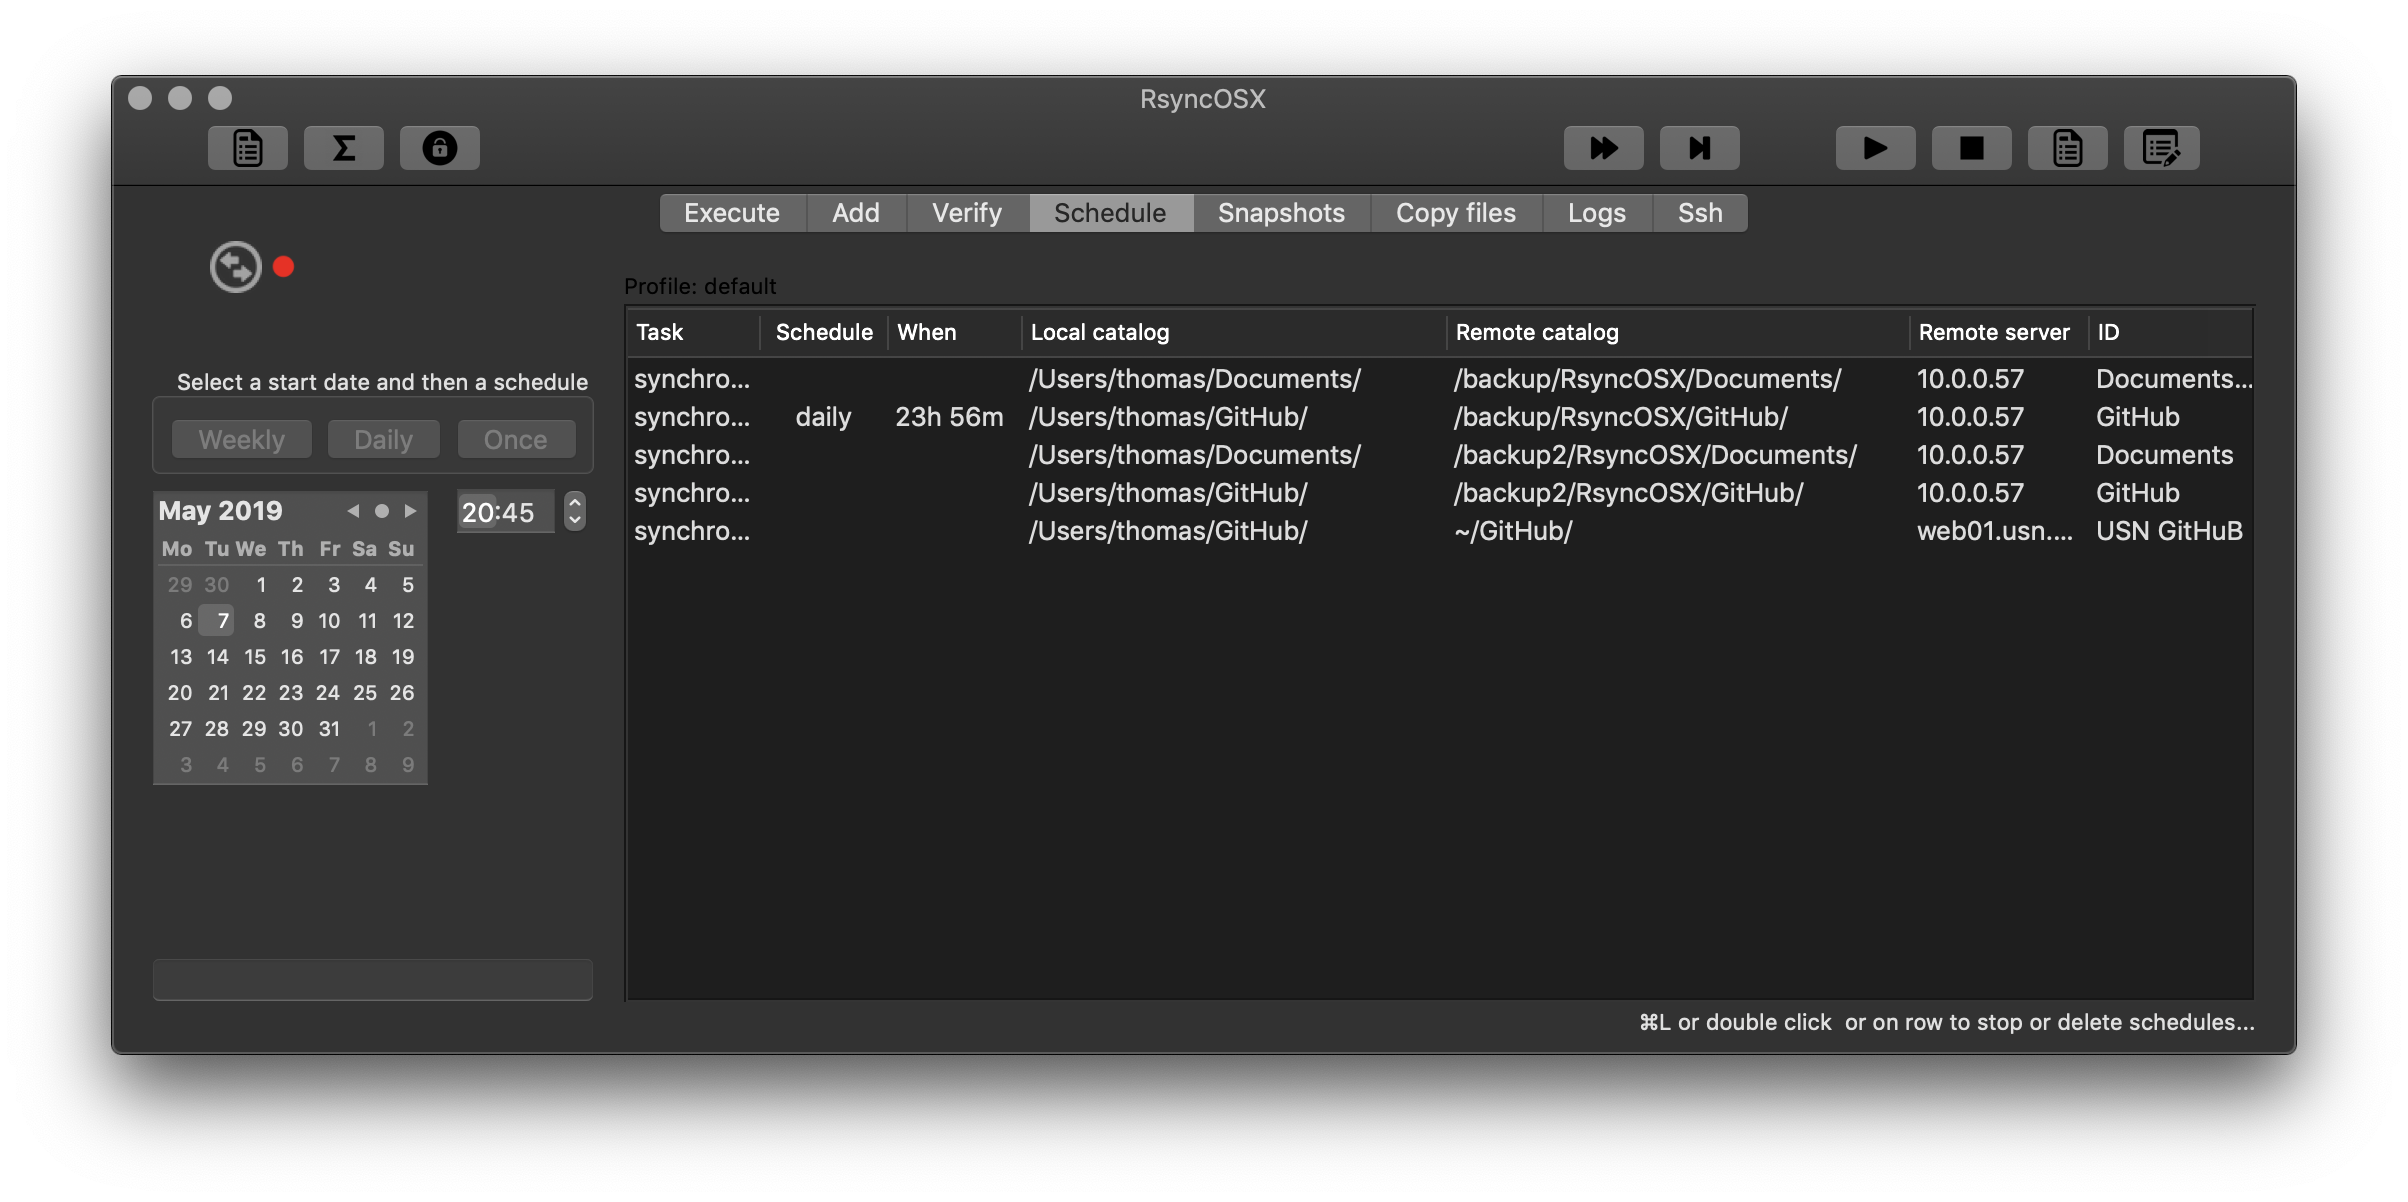 RsyncOSX
Σ
Execute Add Verify Schedule Snapshots Copy files Logs Ssh
Profile: default
Select a start date and then a schedule
Weekly Daily Once
May 2019
20:45
Mo Tu We Th Fr Sa Su
29 30 1 2 3 4 5
6 7 8 9 10 11 12
13 14 15 16 17 18 19
20 21 22 23 24 25 26
27 28 29 30 31 1 2
3 4 5 6 7 8 9
Task Schedule When Local catalog Remote catalog Remote server ID
synchro... /Users/thomas/Documents/ /backup/RsyncOSX/Documents/ 10.0.0.57 Documents...
synchro... daily 23h 56m /Users/thomas/GitHub/ /backup/RsyncOSX/GitHub/ 10.0.0.57 GitHub
synchro... /Users/thomas/Documents/ /backup2/RsyncOSX/Documents/ 10.0.0.57 Documents
synchro... /Users/thomas/GitHub/ /backup2/RsyncOSX/GitHub/ 10.0.0.57 GitHub
synchro... /Users/thomas/GitHub/ ~/GitHub/ web01.usn.... USN GitHuB
⌘L or double click  or on row to stop or delete schedules...